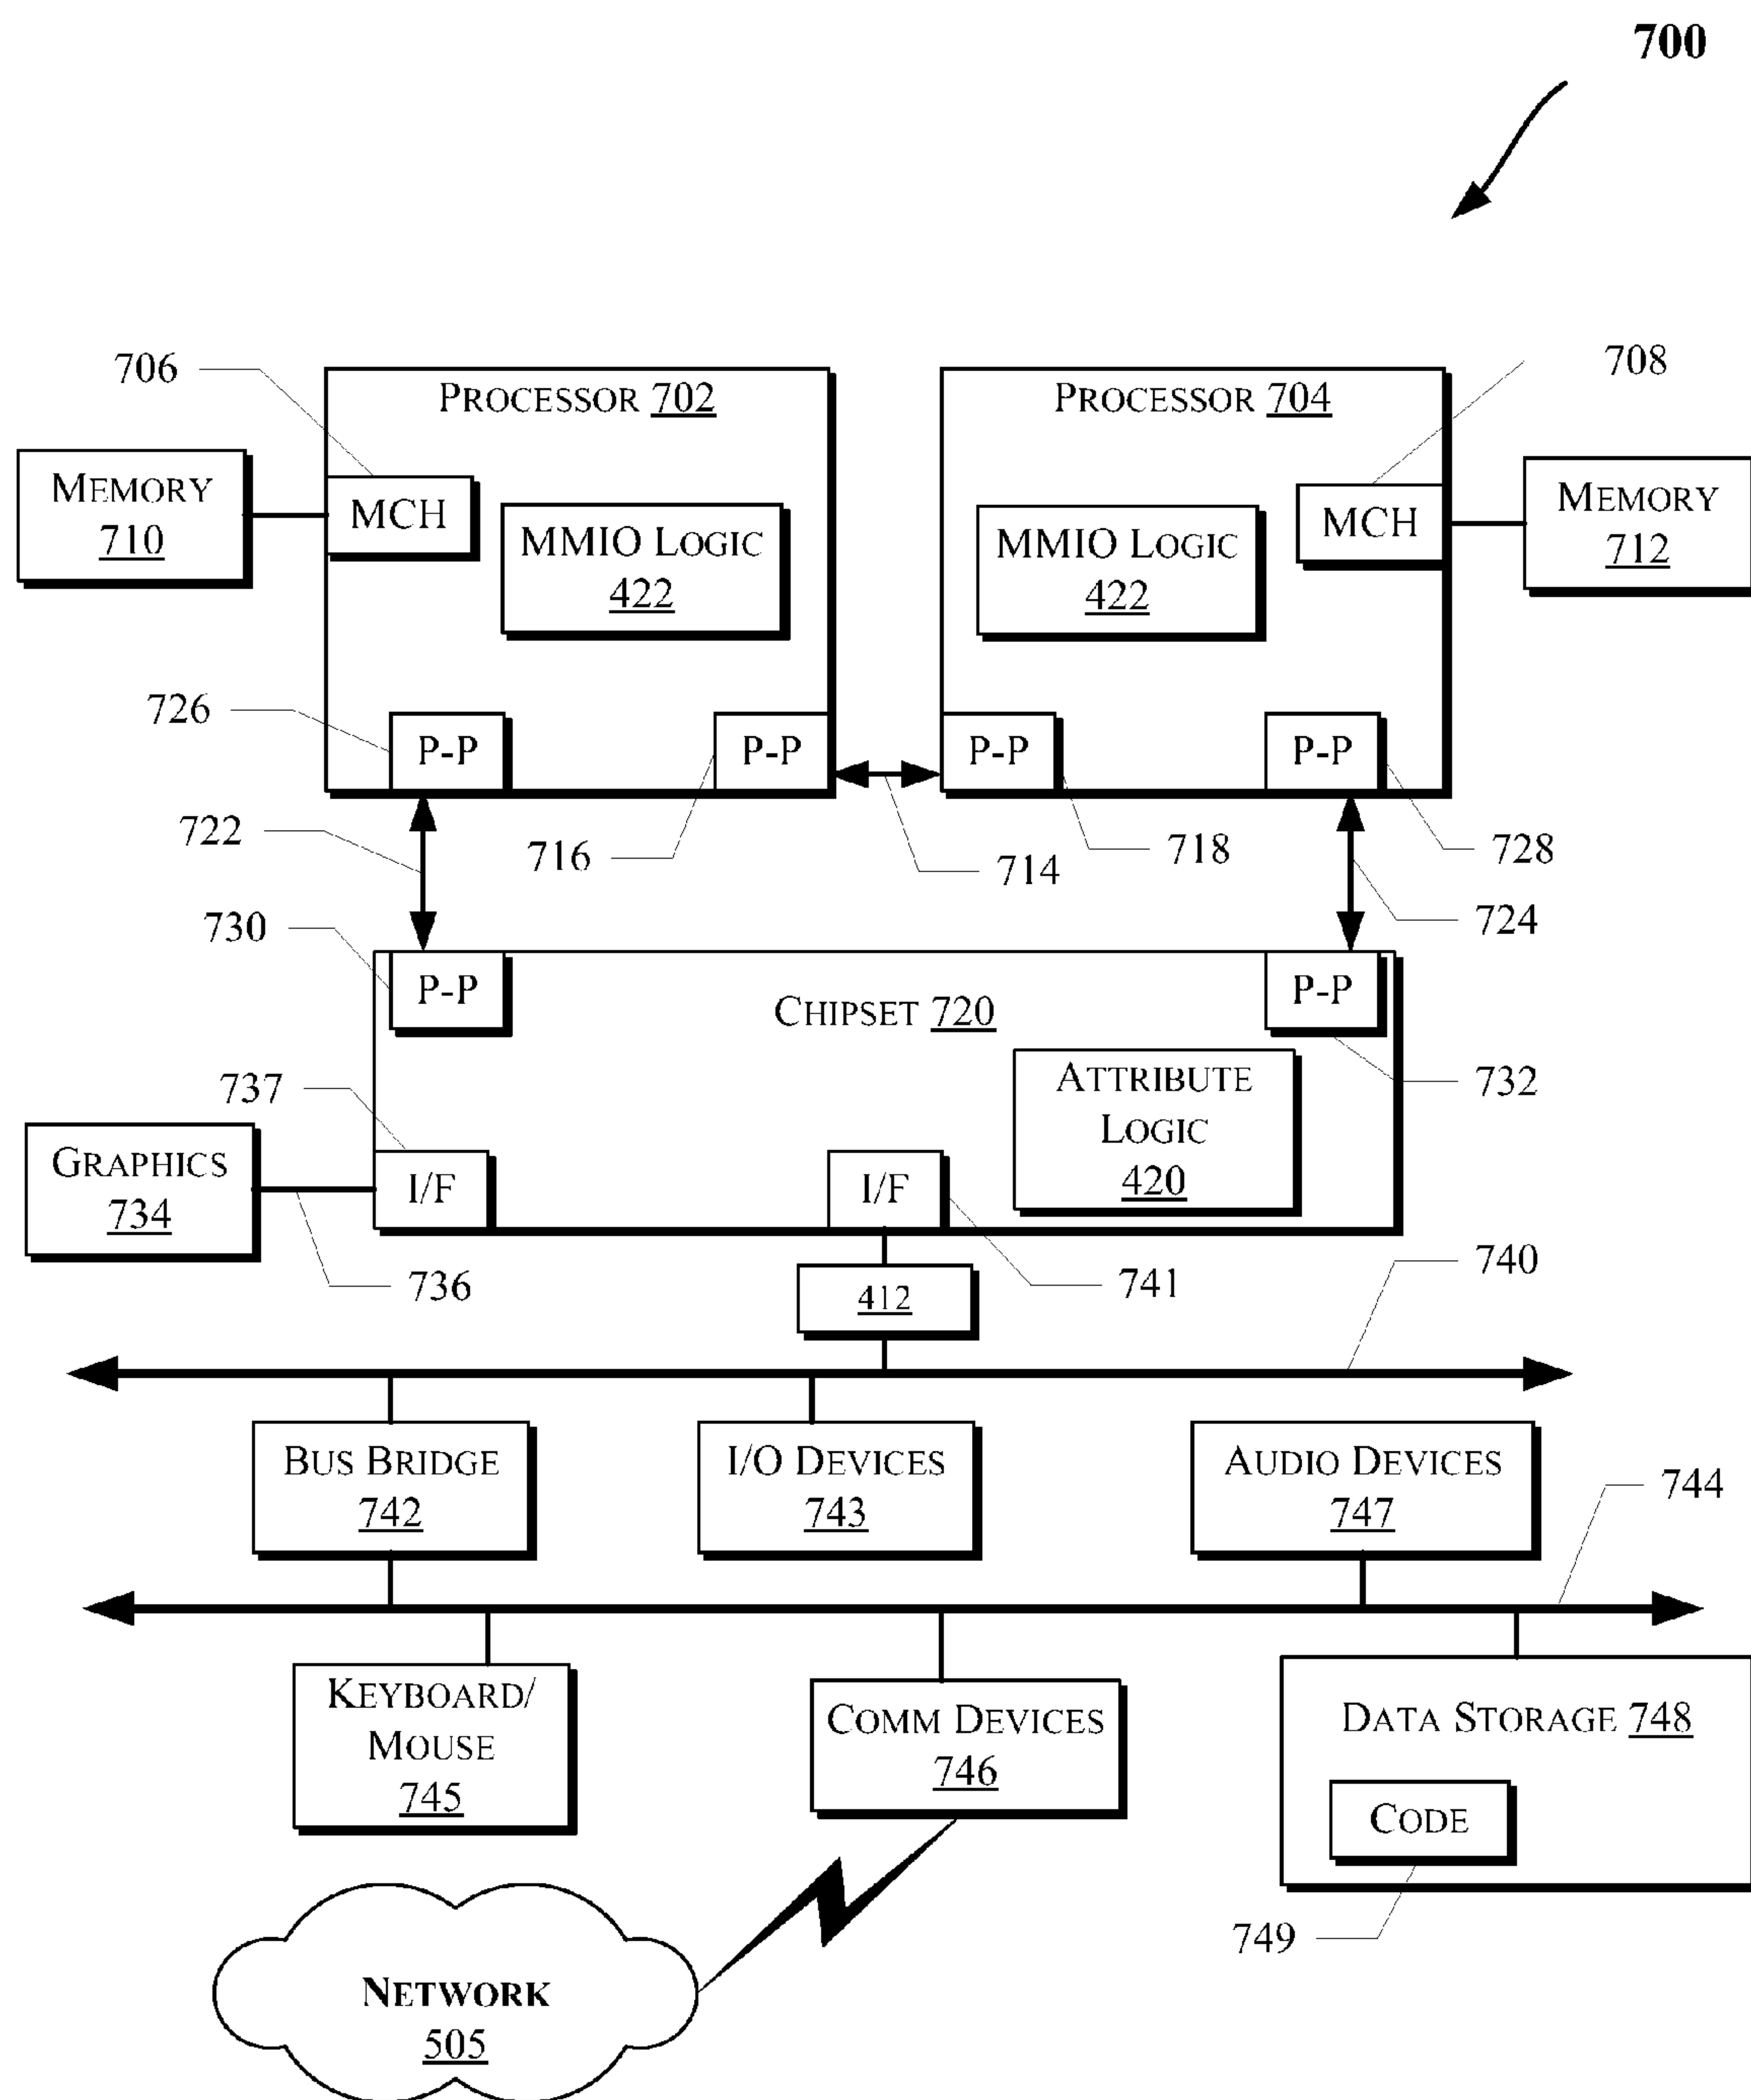 700
706
PROCESSOR 702
PROCESSOR 704
708
MEMORY
710
MCH
MMIO LOGIC
422
MMIO LOGIC
422
MCH
MEMORY
712
726
P-P
P-P
P-P
P-P
722
716
714
718
728
724
730
P-P
CHIPSET 720
P-P
732
737
ATTRIBUTE
LOGIC
420
GRAPHICS
734
I/F
I/F
736
741
740
412
BUS BRIDGE
742
I/O DEVICES
743
AUDIO DEVICES
747
744
KEYBOARD/
MOUSE
745
COMM DEVICES
746
DATA STORAGE 748
CODE
749
NETWORK
505